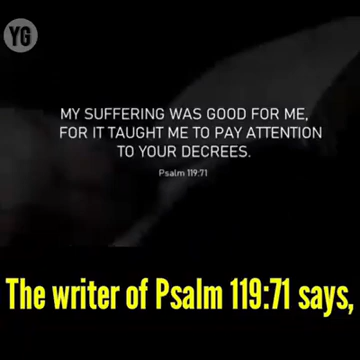 YG
MY SUFFERING WAS GOOD FOR ME,
FOR IT TAUGHT ME TO PAY ATTENTION
TO YOUR DECREES.
Psalm 119:71
The writer of Psalm 119:71 says,